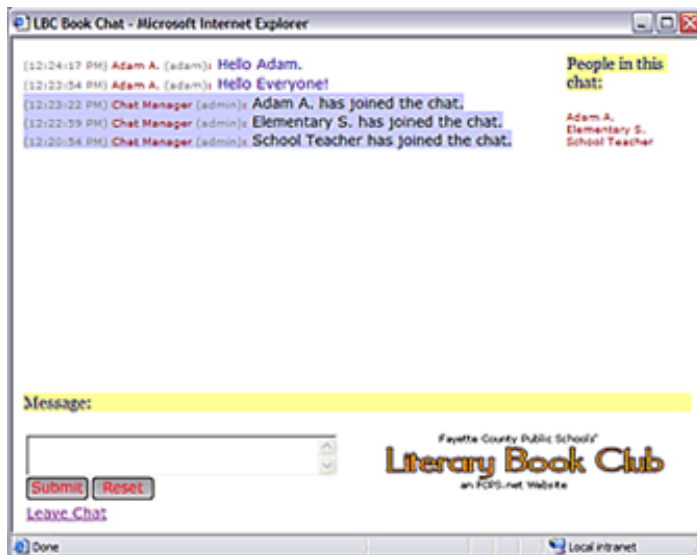 LBC Book Chat - Microsoft Internet Explorer
(12:24:17 PM) Adam A. (adam): Hello Adam.
(12:23:54 PM) Adam A. (adam): Hello Everyone!
(12:23:22 PM) Chat Manager (admin): Adam A. has joined the chat.
(12:22:39 PM) Chat Manager (admin): Elementary S. has joined the chat.
(12:20:54 PM) Chat Manager (admin): School Teacher has joined the chat.
People in this
chat:
Adam A.
Elementary S.
School Teacher
Message:
Submit Reset
Leave Chat
Fayette County Public Schools'
Literary Book Club
an FCPS.net Website
Done
Local intranet